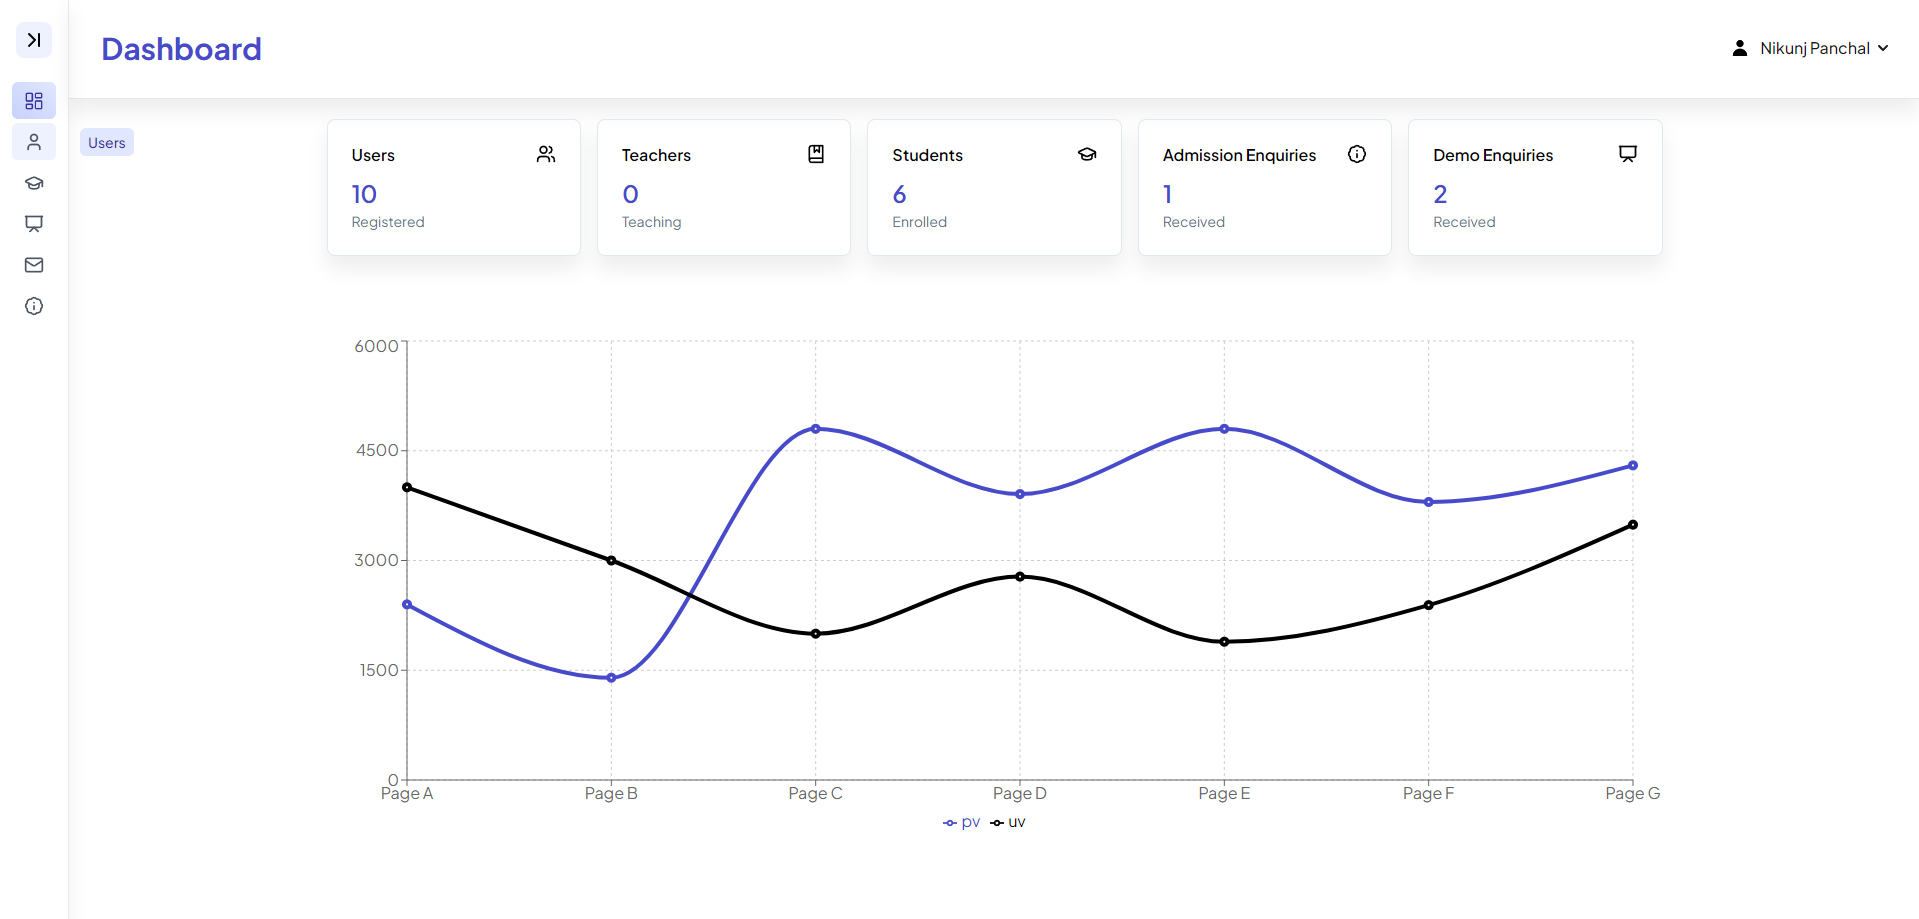 Dashboard
Nikunj Panchal
Users
Users
10
Registered
Teachers
0
Teaching
Students
6
Enrolled
Admission Enquiries
1
Received
Demo Enquiries
2
Received
6000
4500
3000
1500
0
Page A Page B Page C Page D Page E Page F Page G
pv uv